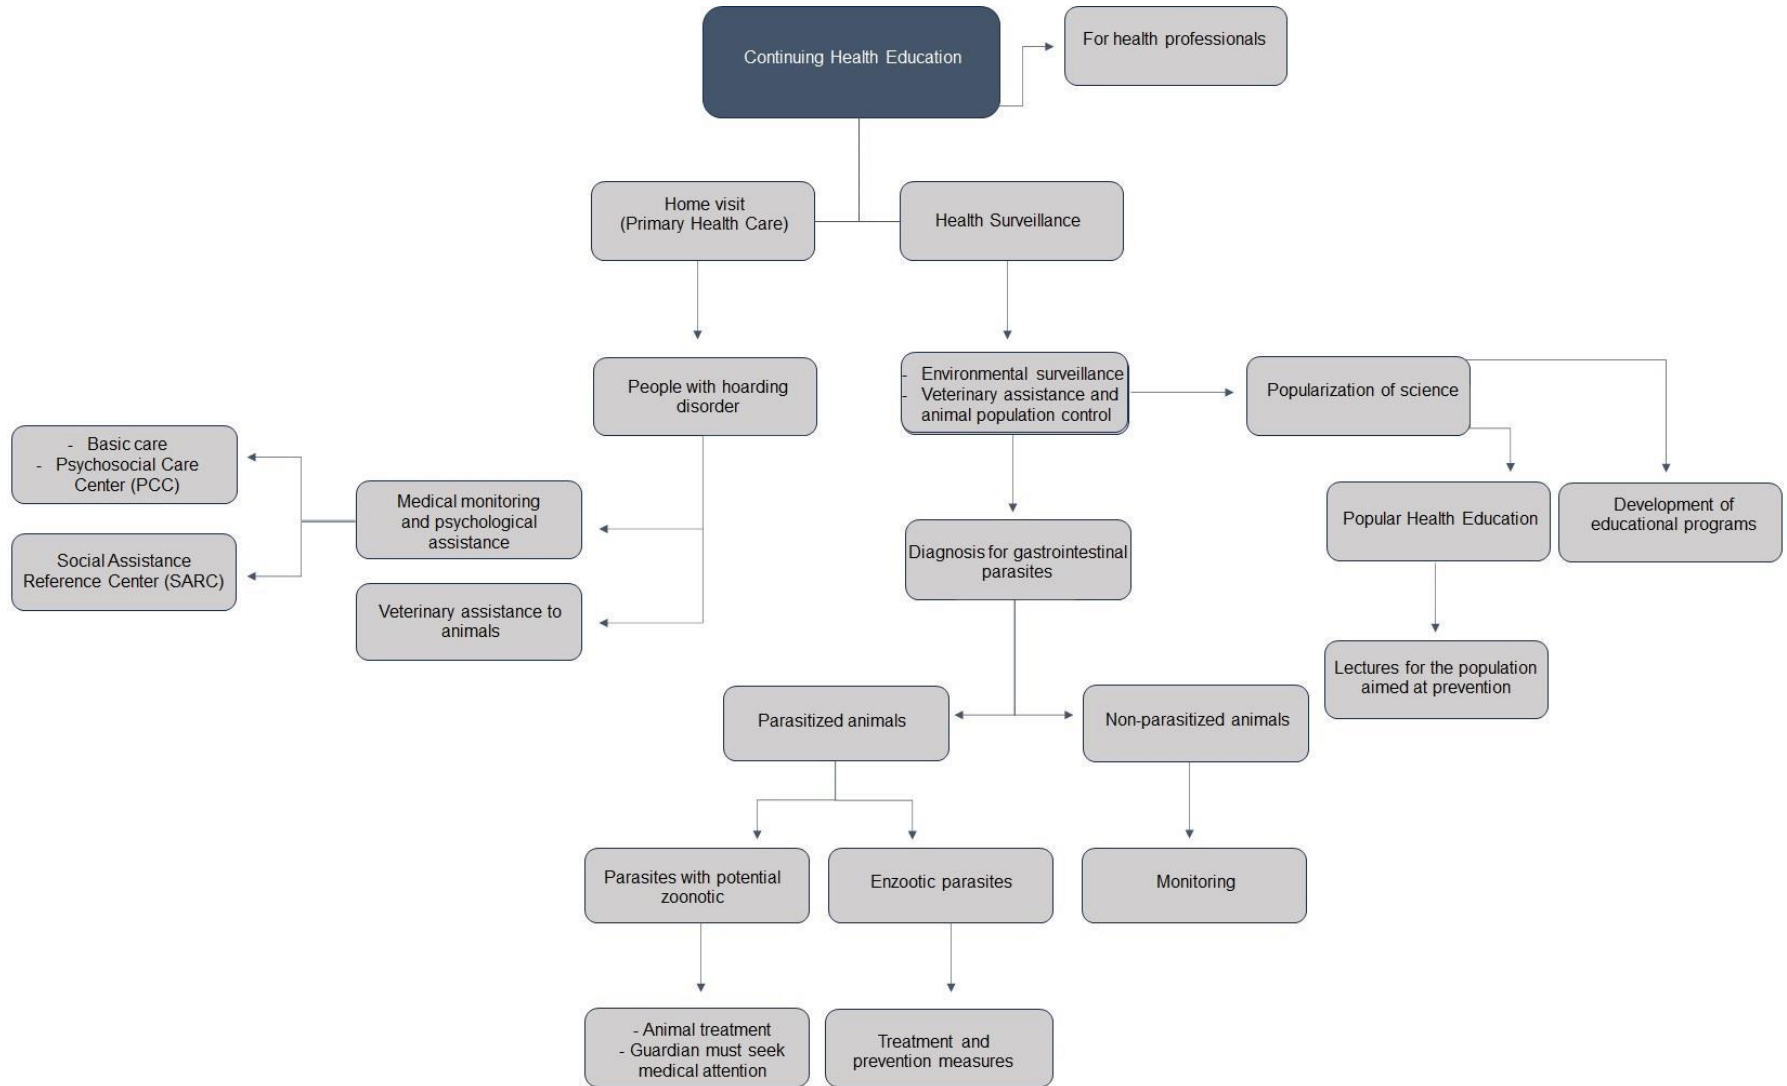 Continuing Health Education
For health professionals
Home visit
(Primary Health Care)
Health Surveillance
People with hoarding
disorder
- Environmental surveillance
- Veterinary assistance and
animal population control
Popularization of science
- Basic care
- Psychosocial Care
Center (PCC)
Medical monitoring
and psychological
assistance
Social Assistance
Reference Center (SARC)
Veterinary assistance to
animals
Diagnosis for gastrointestinal
parasites
Popular Health Education
Development of
educational programs
Lectures for the population
aimed at prevention
Parasitized animals
Non-parasitized animals
Parasites with potential
zoonotic
Enzootic parasites
Monitoring
- Animal treatment
- Guardian must seek
medical attention
Treatment and
prevention measures